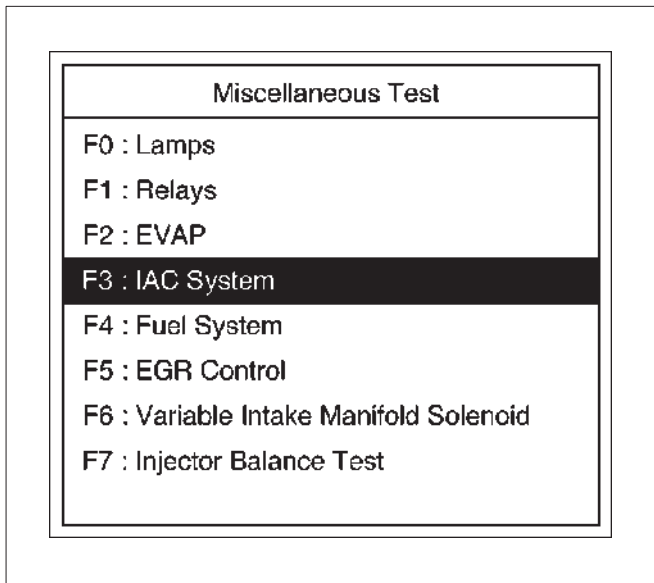 Miscellaneous Test
F0 : Lamps
F1 : Relays
F2 : EVAP
F3 : IAC System
F4 : Fuel System
F5 : EGR Control
F6 : Variable Intake Manifold Solenoid
F7 : Injector Balance Test